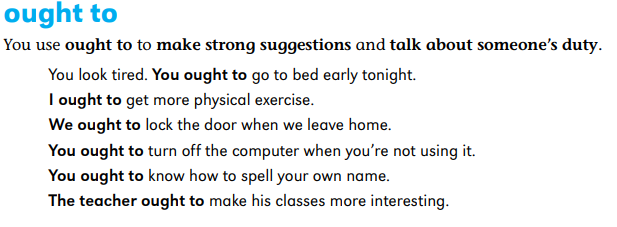 ought to
You use ought to to make strong suggestions and talk about someone's duty.
You look tired. You ought to go to bed early tonight.
I ought to get more physical exercise.
We ought to lock the door when we leave home.
You ought to turn off the computer when you're not using it.
You ought to know how to spell your own name.
The teacher ought to make his classes more interesting.